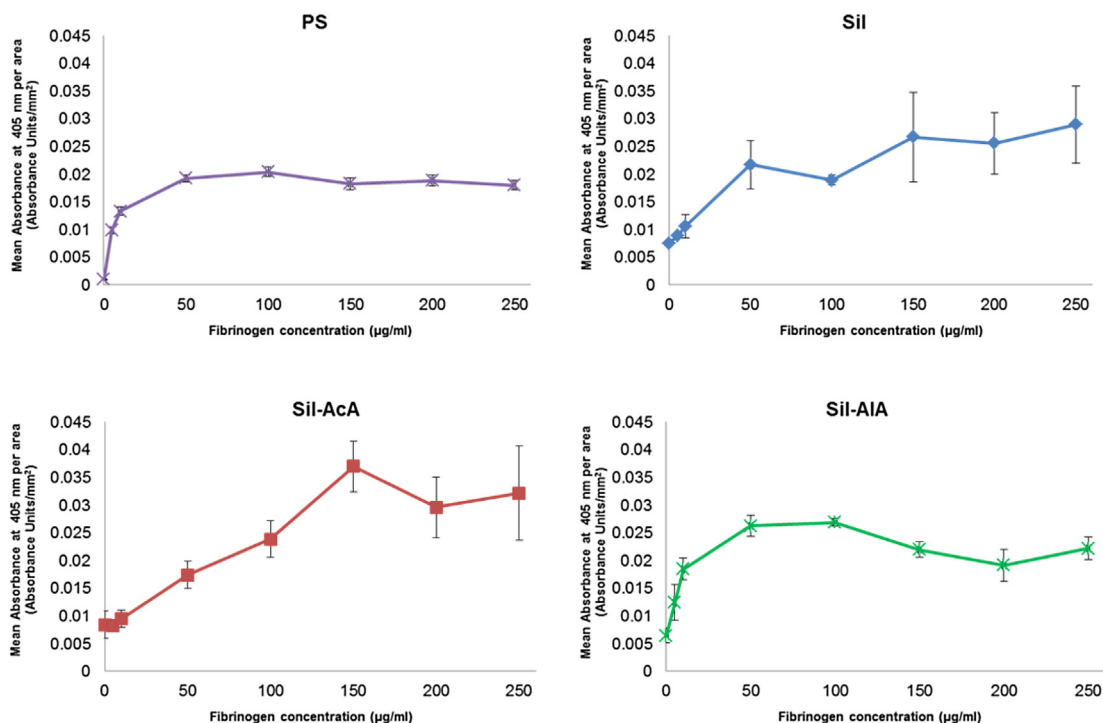 PS
0.045
0.04
0.035
0.03
0.025
0.02
0.015
0.01
0.005
0
Mean Absorbance at 405 nm per area
(Absorbance Units/mm²)
0 50 100 150 200 250
Fibrinogen concentration (µg/ml)
Sil
0.045
0.04
0.035
0.03
0.025
0.02
0.015
0.01
0.005
0
Mean Absorbance at 405 nm per area
(Absorbance Units/mm²)
0 50 100 150 200 250
Fibrinogen concentration (µg/ml)
Sil-AcA
0.045
0.04
0.035
0.03
0.025
0.02
0.015
0.01
0.005
0
Mean Absorbance at 405 nm per area
(Absorbance Units/mm²)
0 50 100 150 200 250
Fibrinogen concentration (µg/ml)
Sil-AlA
0.045
0.04
0.035
0.03
0.025
0.02
0.015
0.01
0.005
0
Mean Absorbance at 405 nm per area
(Absorbance Units/mm²)
0 50 100 150 200 250
Fibrinogen concentration (µg/ml)